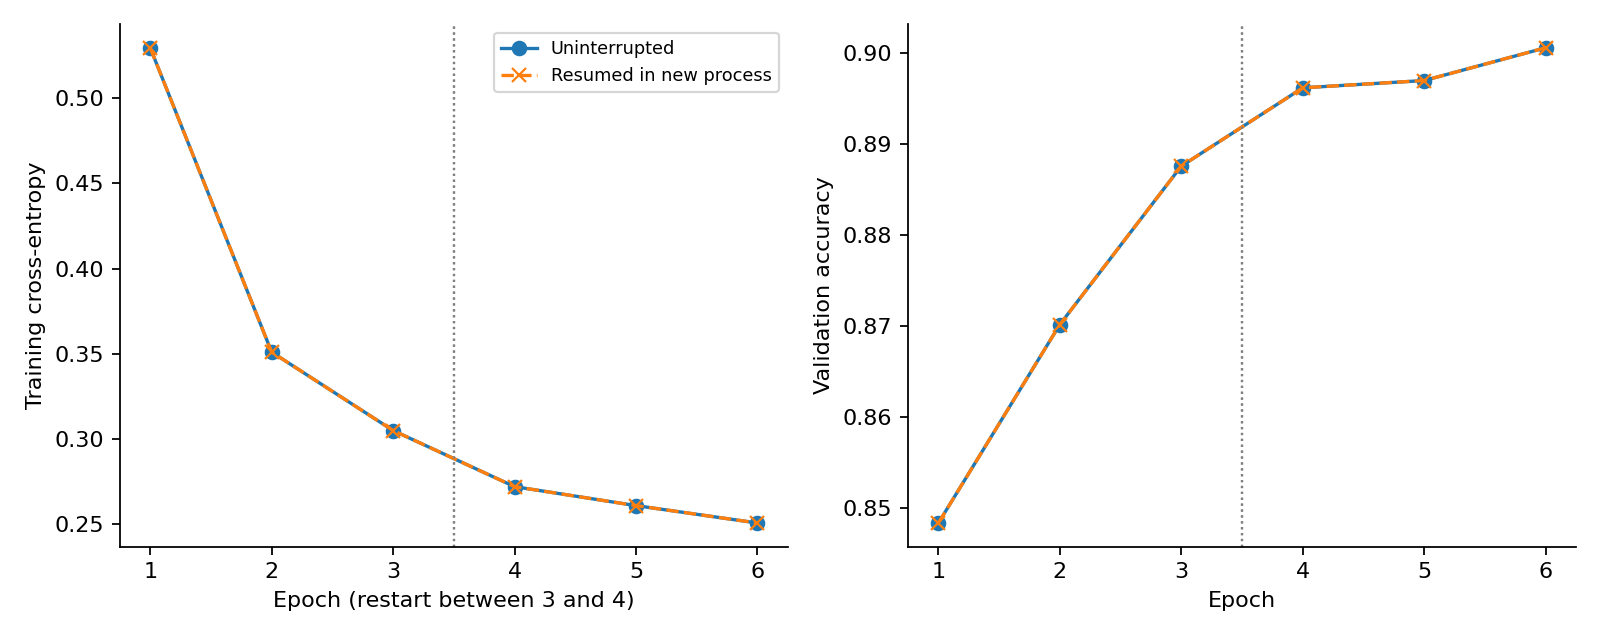 Training cross-entropy
0.50
0.45
0.40
0.35
0.30
0.25
Uninterrupted
Resumed in new process
1 2 3 4 5 6
Epoch (restart between 3 and 4)
Validation accuracy
0.90
0.89
0.88
0.87
0.86
0.85
1 2 3 4 5 6
Epoch